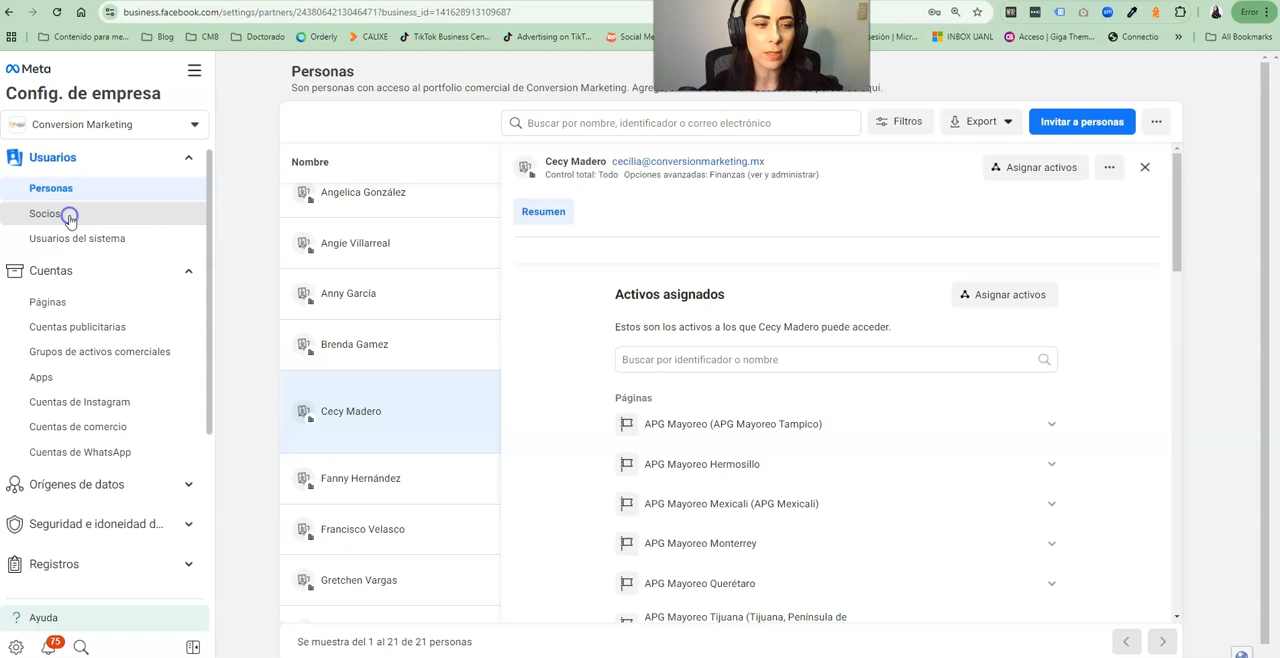 business.facebook.com/settings/partners/243806421304647​1?business_id=141628913109687
Error
Contenido para me...
Blog
CM8
Doctorado
Orderly
CALIXE
TikTok Business Cen...
Advertising on TikT...
Social Me
esión | Micr...
INBOX UANL
Acceso | Giga Them...
Connectio
All Bookmarks
Meta
Config. de empresa
Conversion Marketing
Usuarios
Personas
Socios
Usuarios del sistema
Cuentas
Páginas
Cuentas publicitarias
Grupos de activos comerciales
Apps
Cuentas de Instagram
Cuentas de comercio
Cuentas de WhatsApp
Orígenes de datos
Seguridad e idoneidad d...
Registros
Ayuda
75
Personas
Son personas con acceso al portfolio comercial de Conversion Marketing. Agreg
quí.
Buscar por nombre, identificador o correo electrónico
Filtros
Export
Invitar a personas
Nombre
Angelica González
Angie Villarreal
Anny García
Brenda Gamez
Cecy Madero
Fanny Hernández
Francisco Velasco
Gretchen Vargas
Se muestra del 1 al 21 de 21 personas
Cecy Madero cecilia@conversionmarketing.mx
Control total: Todo Opciones avanzadas: Finanzas (ver y administrar)
Asignar activos
Resumen
Activos asignados
Asignar activos
Estos son los activos a los que Cecy Madero puede acceder.
Buscar por identificador o nombre
Páginas
APG Mayoreo (APG Mayoreo Tampico)
APG Mayoreo Hermosillo
APG Mayoreo Mexicali (APG Mexicali)
APG Mayoreo Monterrey
APG Mayoreo Querétaro
APG Mayoreo Tijuana (Tijuana, Península de